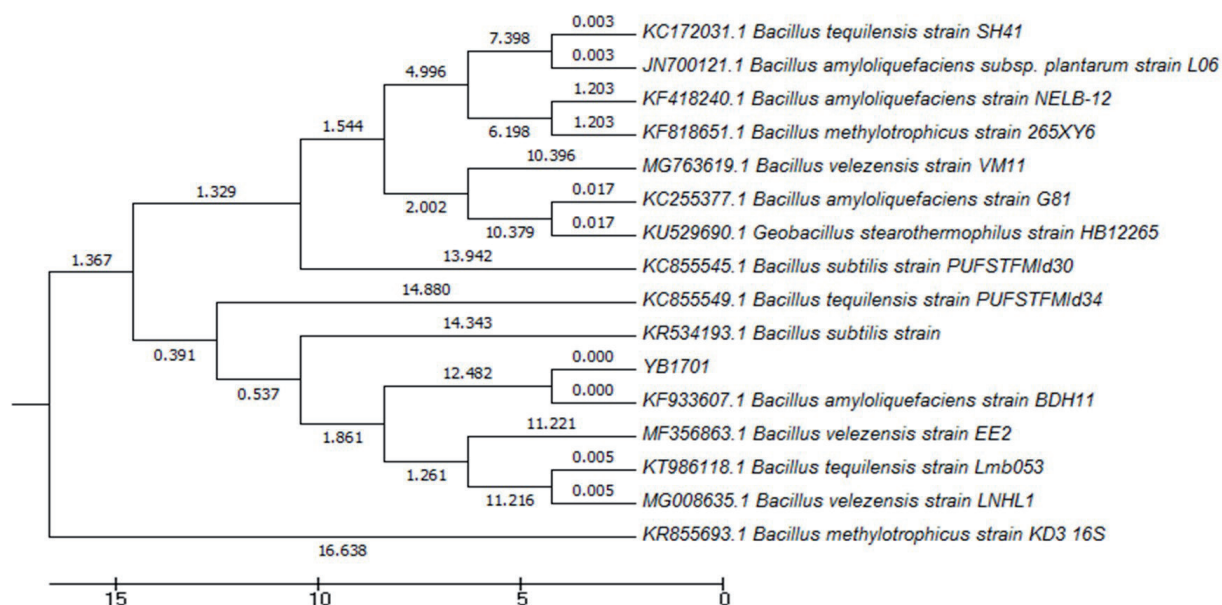 0.003
KC172031.1 Bacillus tequilensis strain SH41
7.398
0.003
JN700121.1 Bacillus amyloliquefaciens subsp. plantarum strain L06
4.996
1.203
KF418240.1 Bacillus amyloliquefaciens strain NELB-12
1.544
6.198
1.203
KF818651.1 Bacillus methylotrophicus strain 265XY6
10.396
MG763619.1 Bacillus velezensis strain VM11
1.329
2.002
0.017
KC255377.1 Bacillus amyloliquefaciens strain G81
10.379
0.017
KU529690.1 Geobacillus stearothermophilus strain HB12265
1.367
13.942
KC855545.1 Bacillus subtilis strain PUFSTFMId30
14.880
KC855549.1 Bacillus tequilensis strain PUFSTFMId34
0.391
14.343
KR534193.1 Bacillus subtilis strain
0.537
12.482
0.000
YB1701
0.000
KF933607.1 Bacillus amyloliquefaciens strain BDH11
1.861
11.221
MF356863.1 Bacillus velezensis strain EE2
1.261
0.005
KT986118.1 Bacillus tequilensis strain Lmb053
11.216
0.005
MG008635.1 Bacillus velezensis strain LNHL1
16.638
KR855693.1 Bacillus methylotrophicus strain KD3 16S
15 10 5 0